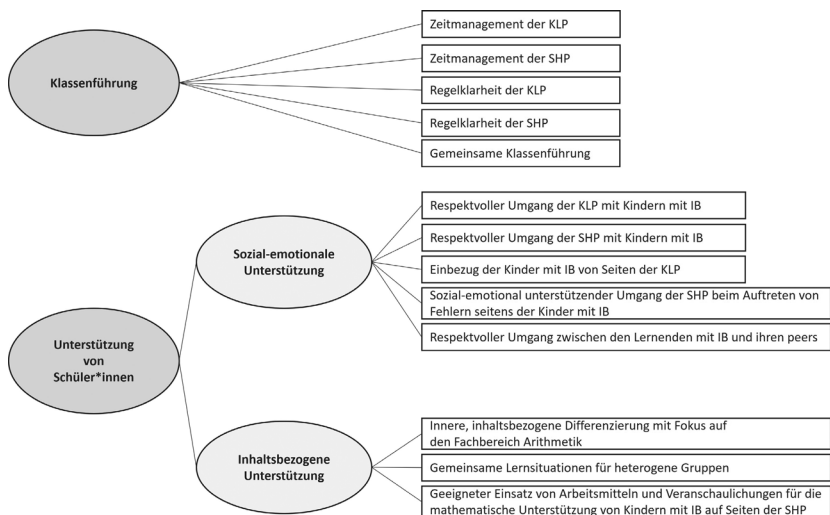 Klassenführung
Zeitmanagement der KLP
Zeitmanagement der SHP
Regelklarheit der KLP
Regelklarheit der SHP
Gemeinsame Klassenführung
Unterstützung
von
Schüler*innen
Sozial-emotionale
Unterstützung
Respektvoller Umgang der KLP mit Kindern mit IB
Respektvoller Umgang der SHP mit Kindern mit IB
Einbezug der Kinder mit IB von Seiten der KLP
Sozial-emotional unterstützender Umgang der SHP beim Auftreten von
Fehlern seitens der Kinder mit IB
Respektvoller Umgang zwischen den Lernenden mit IB und ihren peers
Inhaltsbezogene
Unterstützung
Innere, inhaltsbezogene Differenzierung mit Fokus auf
den Fachbereich Arithmetik
Gemeinsame Lernsituationen für heterogene Gruppen
Geeigneter Einsatz von Arbeitsmitteln und Veranschaulichungen für die
mathematische Unterstützung von Kindern mit IB auf Seiten der SHP